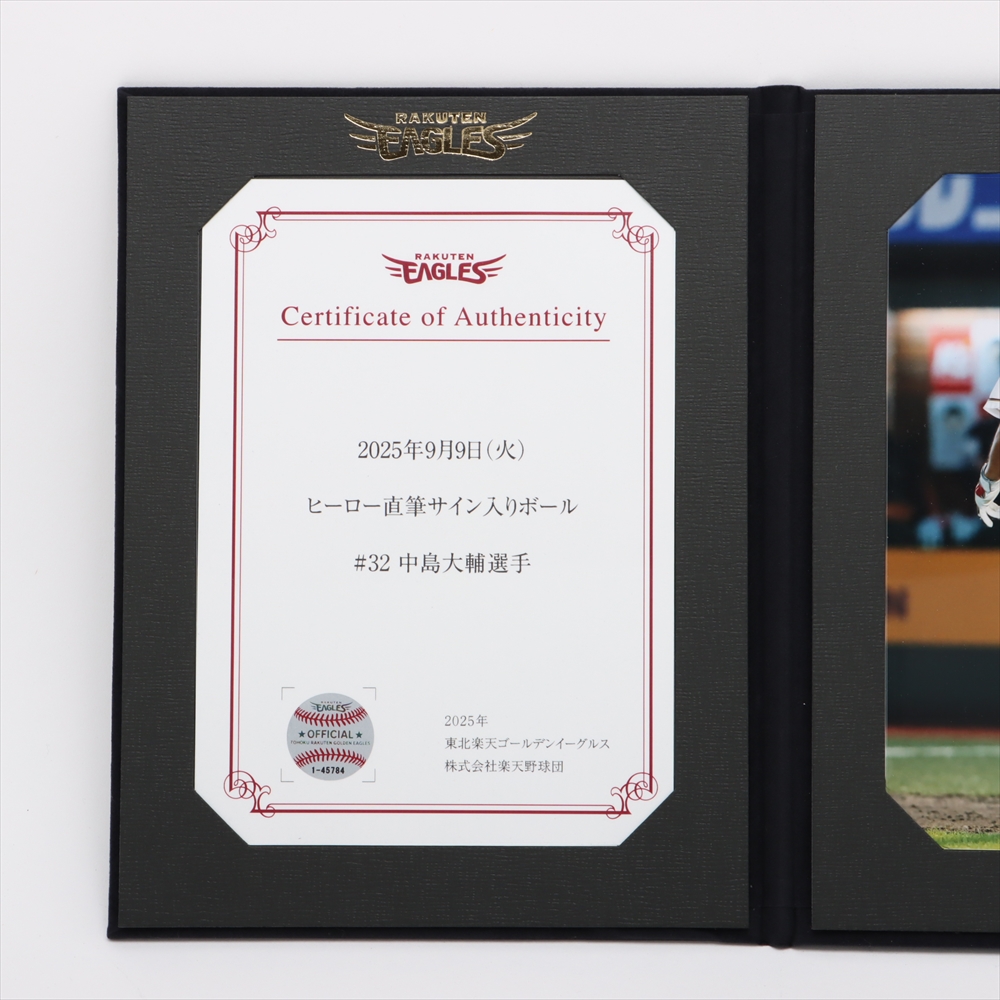 RAKUTEN
EAGLES
RAKUTEN
EAGLES
Certificate of Authenticity
2025年9月9日(火)
ヒーロー直筆サイン入りボール
#32 中島大輔選手
EAGLES
★OFFICIAL★
TOHOKU RAKUTEN GOLDEN EAGLES
1-45784
2025年
東北楽天ゴールデンイーグルス
株式会社楽天野球団